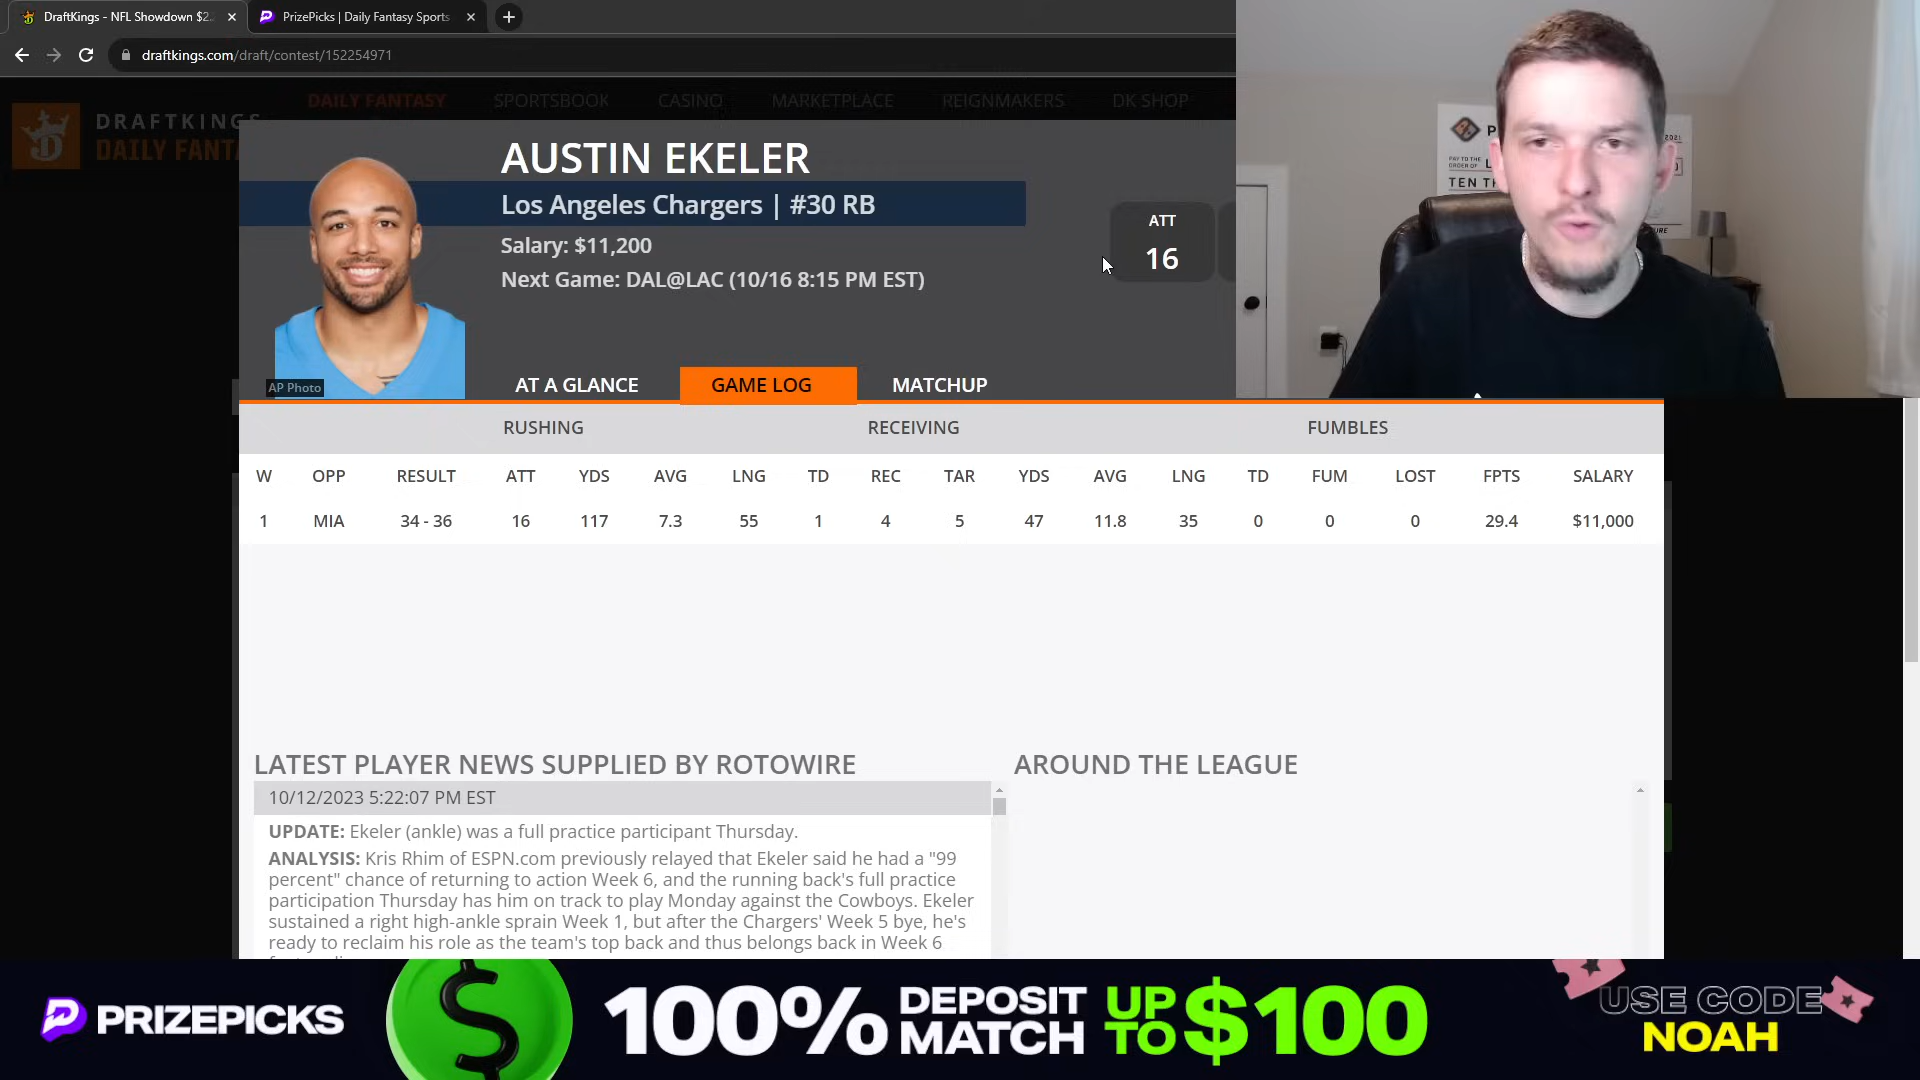 DraftKings - NFL Showdown $2.
PrizePicks | Daily Fantasy Sports
draftkings.com/draft/contest/152254971
DAILY FANTASY SPORTSBOOK CASINO MARKETPLACE REIGNMAKERS DK SHOP
DRAFTKINGS
DAILY FANTA
AUSTIN EKELER
Los Angeles Chargers | #30 RB
Salary: $11,200
Next Game: DAL@LAC (10/16 8:15 PM EST)
ATT
16
AP Photo
AT A GLANCE GAME LOG MATCHUP
RUSHING RECEIVING FUMBLES
W OPP RESULT ATT YDS AVG LNG TD REC TAR YDS AVG LNG TD FUM LOST FPTS SALARY
1 MIA 34 - 36 16 117 7.3 55 1 4 5 47 11.8 35 0 0 0 29.4 $11,000
LATEST PLAYER NEWS SUPPLIED BY ROTOWIRE
10/12/2023 5:22:07 PM EST
UPDATE: Ekeler (ankle) was a full practice participant Thursday.
ANALYSIS: Kris Rhim of ESPN.com previously relayed that Ekeler said he had a "99
percent" chance of returning to action Week 6, and the running back's full practice
participation Thursday has him on track to play Monday against the Cowboys. Ekeler
sustained a right high-ankle sprain Week 1, but after the Chargers' Week 5 bye, he's
ready to reclaim his role as the team's top back and thus belongs back in Week 6
AROUND THE LEAGUE
PRIZEPICKS
100% DEPOSIT MATCH UP TO $100
USE CODE
NOAH